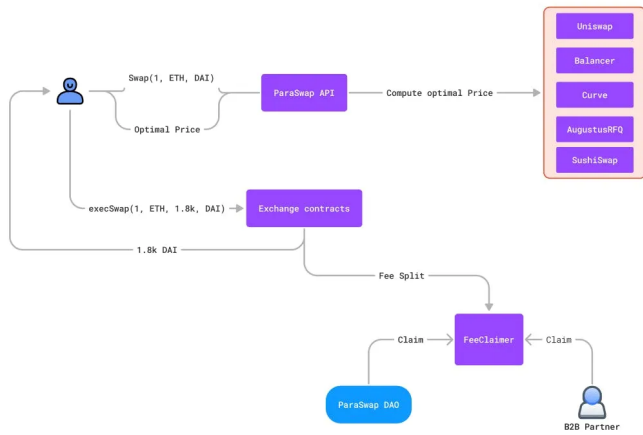 Uniswap
Swap(1, ETH, DAI)
Balancer
ParaSwap API
Compute optimal Price
Curve
Optimal Price
AugustusRFQ
SushiSwap
execSwap(1, ETH, 1.8k, DAI)
Exchange contracts
1.8k DAI
Fee Split
Claim
FeeClaimer
Claim
ParaSwap DAO
B2B Partner